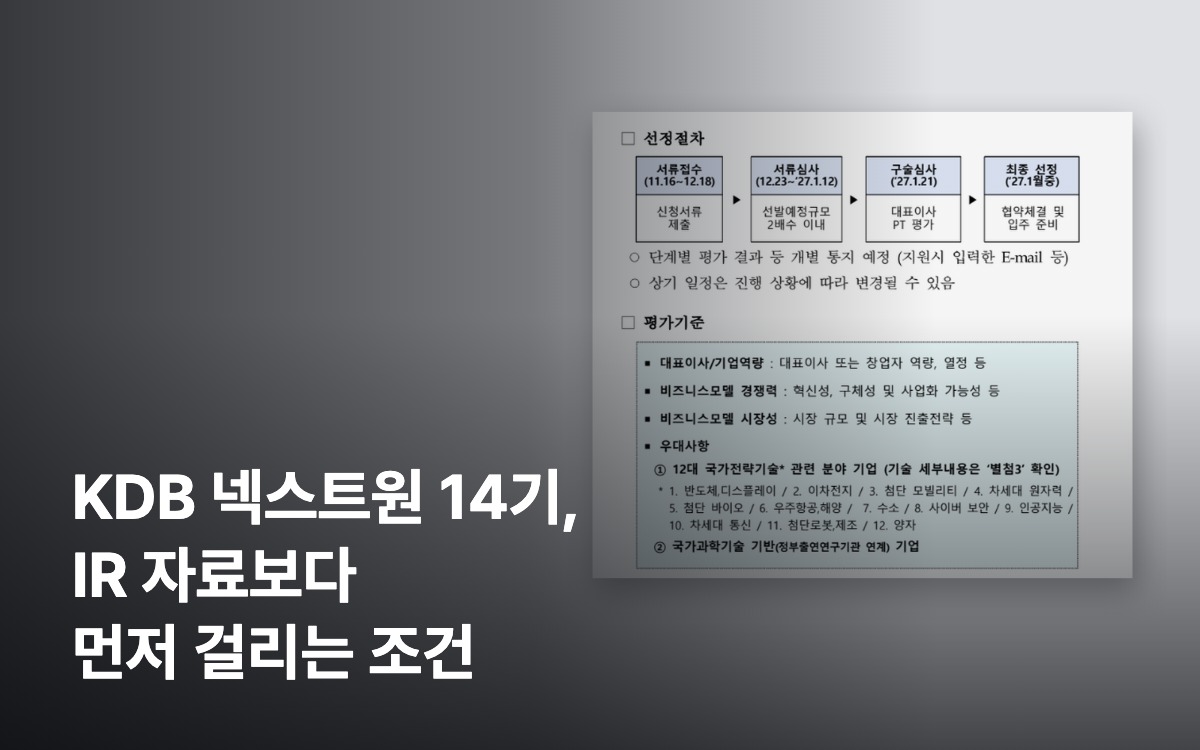 KDB 넥스트원 14기,
IR 자료보다
먼저 걸리는 조건
□ 선정절차
서류접수
(11.16~12.18)
신청서류
제출
▶
서류심사
(12.23~'27.1.12)
선발예정규모
2배수 이내
▶
구술심사
('27.1.21)
대표이사
PT 평가
▶
최종 선정
('27.1월중)
협약체결 및
입주 준비
○ 단계별 평가 결과 등 개별 통지 예정 (지원시 입력한 E-mail 등)
○ 상기 일정은 진행 상황에 따라 변경될 수 있음
□ 평가기준
▪ 대표이사/기업역량 : 대표이사 또는 창업자 역량, 열정 등
▪ 비즈니스모델 경쟁력 : 혁신성, 구체성 및 사업화 가능성 등
▪ 비즈니스모델 시장성 : 시장 규모 및 시장 진출전략 등
▪ 우대사항
① 12대 국가전략기술* 관련 분야 기업 (기술 세부내용은 '별첨3' 확인)
* 1. 반도체,디스플레이 / 2. 이차전지 / 3. 첨단 모빌리티 / 4. 차세대 원자력 /
5. 첨단 바이오 / 6. 우주항공,해양 / 7. 수소 / 8. 사이버 보안 / 9. 인공지능 /
10. 차세대 통신 / 11. 첨단로봇,제조 / 12. 양자
② 국가과학기술 기반(정부출연연구기관 연계) 기업